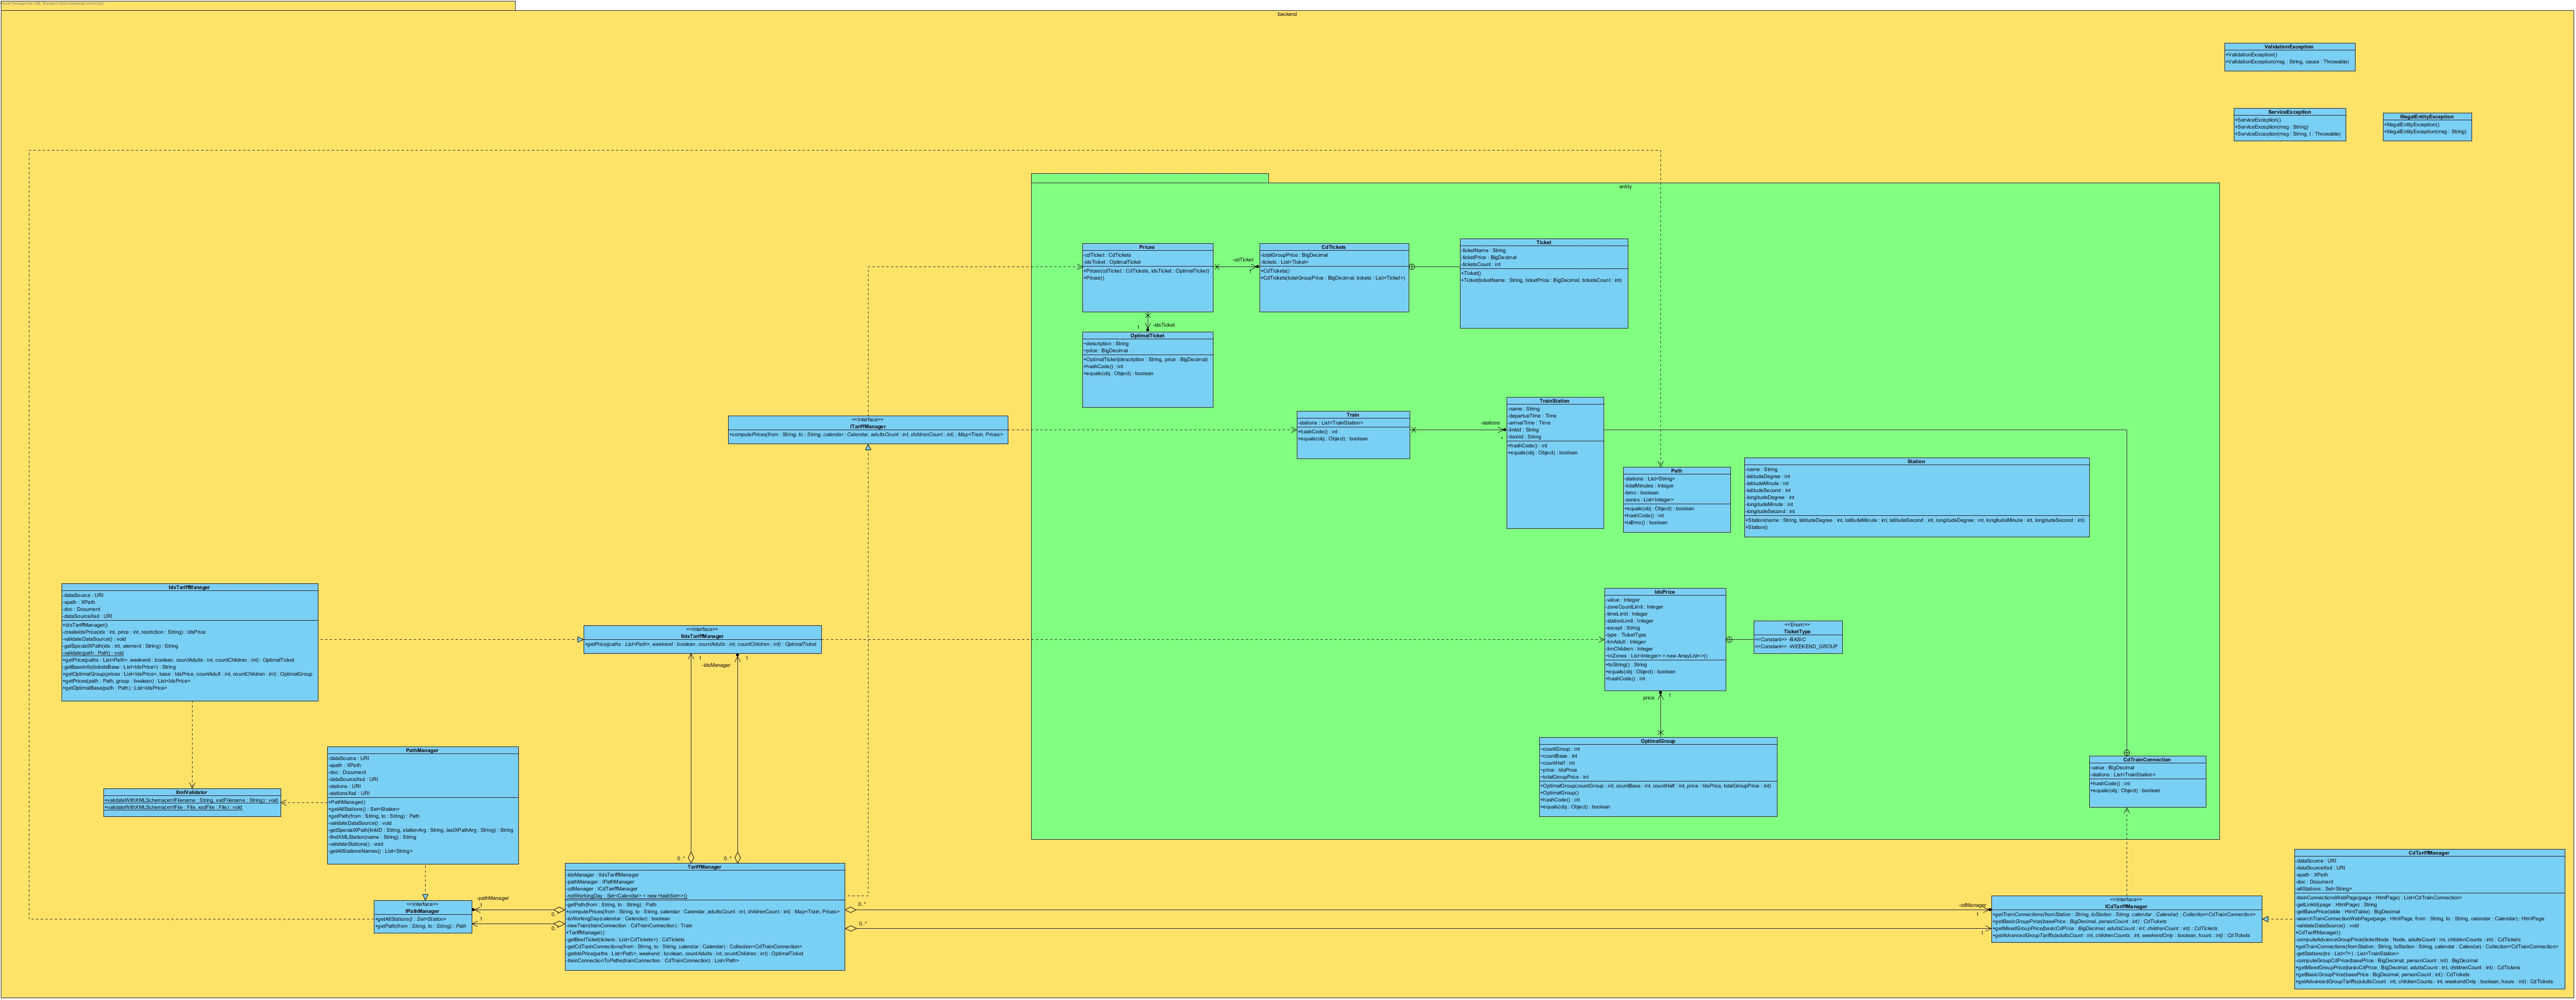 Visual Paradigm for UML Standard Edition(Masaryk University)
backend
ValidationException
+ValidationException()
+ValidationException(msg : String, cause : Throwable)
ServiceException
+ServiceException()
+ServiceException(msg : String)
+ServiceException(msg : String, t : Throwable)
IllegalEntityException
+IllegalEntityException()
+IllegalEntityException(msg : String)
entity
Prices
-cdTicket : CdTickets
-idsTicket : OptimalTicket
+Prices(cdTicket : CdTickets, idsTicket : OptimalTicket)
+Prices()
-cdTicket
1
CdTickets
-totalGroupPrice : BigDecimal
-tickets : List<Ticket>
+CdTickets()
+CdTickets(totalGroupPrice : BigDecimal, tickets : List<Ticket>)
Ticket
-ticketName : String
-ticketPrice : BigDecimal
-ticketsCount : int
+Ticket()
+Ticket(ticketName : String, ticketPrice : BigDecimal, ticketsCount : int)
1
-idsTicket
OptimalTicket
~description : String
~price : BigDecimal
+OptimalTicket(description : String, price : BigDecimal)
+hashCode() : int
+equals(obj : Object) : boolean
<<Interface>>
ITariffManager
+computePrices(from : String, to : String, calendar : Calendar, adultsCount : int, childrenCount : int) : Map<Train, Prices>
Train
-stations : List<TrainStation>
+hashCode() : int
+equals(obj : Object) : boolean
-stations
*
TrainStation
-name : String
-departueTime : Time
-arrivalTime : Time
-linkId : String
-trainId : String
+hashCode() : int
+equals(obj : Object) : boolean
Path
-stations : List<String>
-totalMinutes : Integer
-brno : boolean
-zones : List<Integer>
+equals(obj : Object) : boolean
+hashCode() : int
+isBrno() : boolean
Station
-name : String
-latitudeDegree : int
-latitudeMinute : int
-latitudeSecond : int
-longitudeDegree : int
-longitudeMinute : int
-longitudeSecond : int
+Station(name : String, latitudeDegree : int, latitudeMinute : int, latitudeSecond : int, longitudeDegree : int, longitudeMinute : int, longitudeSecond : int)
+Station()
IdsTariffManager
-dataSource : URI
-xpath : XPath
-doc : Document
-dataSourceXsd : URI
+IdsTariffManager()
-createIdsPrice(idx : int, price : int, restriction : String) : IdsPrice
-validateDataSource() : void
-getSpecialXPath(idx : int, element : String) : String
-validate(path : Path) : void
+getPrice(paths : List<Path>, weekend : boolean, countAdults : int, countChildren : int) : OptimalTicket
-getBaseInfo(ticketsBase : List<IdsPrice>) : String
+getOptimalGroup(prices : List<IdsPrice>, base : IdsPrice, countAdult : int, countChildren : int) : OptimalGroup
+getPrices(path : Path, group : boolean) : List<IdsPrice>
+getOptimalBase(path : Path) : List<IdsPrice>
<<Interface>>
IIdsTariffManager
+getPrice(paths : List<Path>, weekend : boolean, countAdults : int, countChildren : int) : OptimalTicket
1
1
-idsManager
IdsPrice
-value : Integer
-zoneCountLimit : Integer
-timeLimit : Integer
-stationLimit : Integer
-except : String
-type : TicketType
-limAdult : Integer
-limChildren : Integer
~inZones : List<Integer> = new ArrayList<>()
+toString() : String
+equals(obj : Object) : boolean
+hashCode() : int
<<Enum>>
TicketType
<<Constant>> -BASIC
<<Constant>> -WEEKEND_GROUP
price
1
OptimalGroup
~countGroup : int
~countBase : int
~countHalf : int
~price : IdsPrice
~totalGroupPrice : int
+OptimalGroup(countGroup : int, countBase : int, countHalf : int, price : IdsPrice, totalGroupPrice : int)
+OptimalGroup()
+hashCode() : int
+equals(obj : Object) : boolean
CdTrainConnection
-value : BigDecimal
-stations : List<TrainStation>
+hashCode() : int
+equals(obj : Object) : boolean
PathManager
-dataSource : URI
-xpath : XPath
-doc : Document
-dataSourceXsd : URI
-stations : URI
-stationsXsd : URI
+PathManager()
+getAllStations() : Set<Station>
+getPath(from : String, to : String) : Path
-validateDataSource() : void
-getSpecialXPath(linkID : String, stationArg : String, lastXPathArg : String) : String
-findXMLStation(name : String) : String
-validateStations() : void
-getAllStationsNames() : List<String>
XmlValidator
+validateWithXMLSchema(xmlFilename : String, xsdFilename : String) : void
+validateWithXMLSchema(xmlFile : File, xsdFile : File) : void
0..*
0..*
TariffManager
-idsManager : IIdsTariffManager
-pathManager : IPathManager
-cdManager : ICdTariffManager
-notWorkingDay : Set<Calendar> = new HashSet<>()
-getPath(from : String, to : String) : Path
+computePrices(from : String, to : String, calendar : Calendar, adultsCount : int, childrenCount : int) : Map<Train, Prices>
-isWorkingDay(calendar : Calendar) : boolean
-newTrain(trainConnection : CdTrainConnection) : Train
+TariffManager()
-getBestTicket(tickets : List<CdTickets>) : CdTickets
-getCdTrainConnections(from : String, to : String, calendar : Calendar) : Collection<CdTrainConnection>
-getIdsPrice(paths : List<Path>, weekend : boolean, countAdults : int, countChildren : int) : OptimalTicket
-trainConnectionToPaths(trainConnection : CdTrainConnection) : List<Path>
<<Interface>>
IPathManager
+getAllStations() : Set<Station>
+getPath(from : String, to : String) : Path
-pathManager
1
0..*
1
0..*
0..*
0..*
-cdManager
1
1
<<Interface>>
ICdTariffManager
+getTrainConnections(fromStation : String, toStation : String, calendar : Calendar) : Collection<CdTrainConnection>
+getBasicGroupPrice(basePrice : BigDecimal, personCount : int) : CdTickets
+getMixedGroupPrice(basicCdPrice : BigDecimal, adultsCount : int, childrenCount : int) : CdTickets
+getAdvancedGroupTariffs(adultsCount : int, childrenCounts : int, weekendOnly : boolean, hours : int) : CdTickets
CdTariffManager
-dataSource : URI
-dataSourceXsd : URI
-xpath : XPath
-doc : Document
-allStations : Set<String>
-trainConnectionsWebPage(page : HtmlPage) : List<CdTrainConnection>
-getLinkId(page : HtmlPage) : String
-getBasePrice(table : HtmlTable) : BigDecimal
-searchTrainConnectionWebPage(page : HtmlPage, from : String, to : String, calendar : Calendar) : HtmlPage
-validateDataSource() : void
+CdTariffManager()
-computeAdvanceGroupPrice(ticketNode : Node, adultsCount : int, childrenCounts : int) : CdTickets
+getTrainConnections(fromStation : String, toStation : String, calendar : Calendar) : Collection<CdTrainConnection>
-getStations(trs : List<?>) : List<TrainStation>
-computeGroupCdPrice(basePrice : BigDecimal, personCount : int) : BigDecimal
+getMixedGroupPrice(basicCdPrice : BigDecimal, adultsCount : int, childrenCount : int) : CdTickets
+getBasicGroupPrice(basePrice : BigDecimal, personCount : int) : CdTickets
+getAdvancedGroupTariffs(adultsCount : int, childrenCounts : int, weekendOnly : boolean, hours : int) : CdTickets